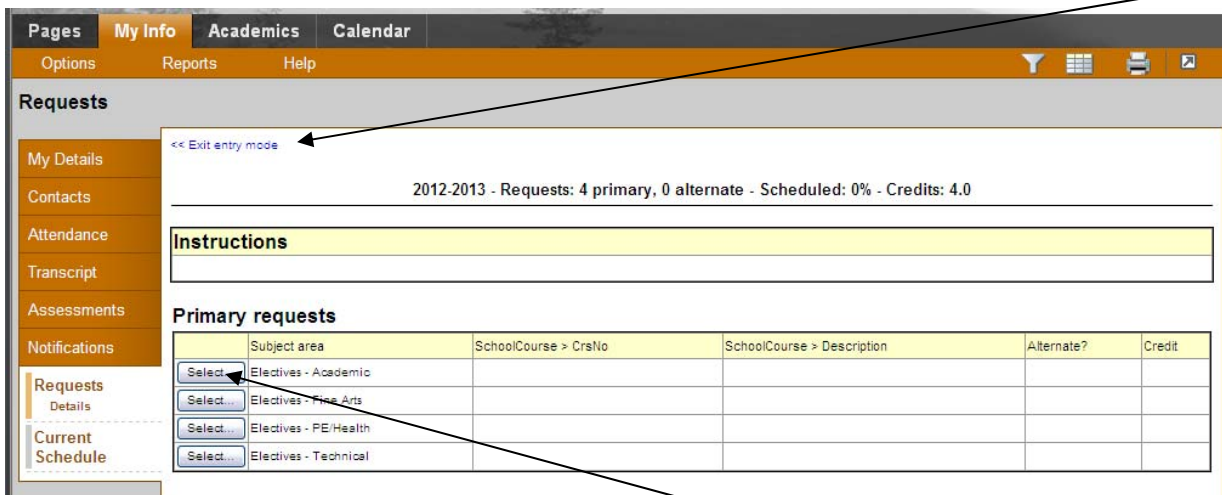 Pages My Info Academics Calendar
Options Reports Help
Requests
<< Exit entry mode
My Details
Contacts
Attendance
Transcript
Assessments
Notifications
Requests
Details
Current
Schedule
2012-2013 - Requests: 4 primary, 0 alternate - Scheduled: 0% - Credits: 4.0
Instructions
Primary requests
Subject area SchoolCourse > CrsNo SchoolCourse > Description Alternate? Credit
Select... Electives - Academic
Select... Electives - Fine Arts
Select... Electives - PE/Health
Select... Electives - Technical